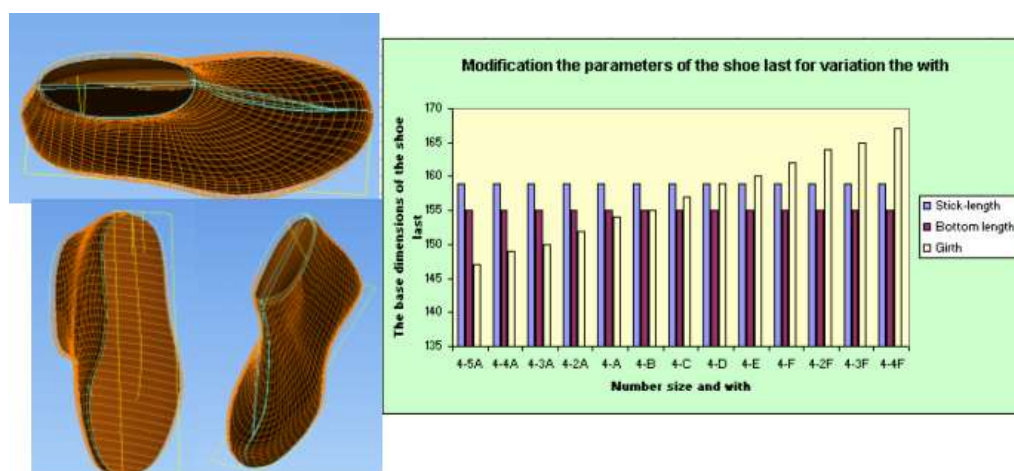 Modification the parameters of the shoe last for variation the with
The base dimensions of the shoe
last
170
165
160
155
150
145
140
135
4-5A 4-4A 4-3A 4-2A 4-A 4-B 4-C 4-D 4-E 4-F 4-2F 4-3F 4-4F
Number size and with
Stick-length
Bottom length
Girth